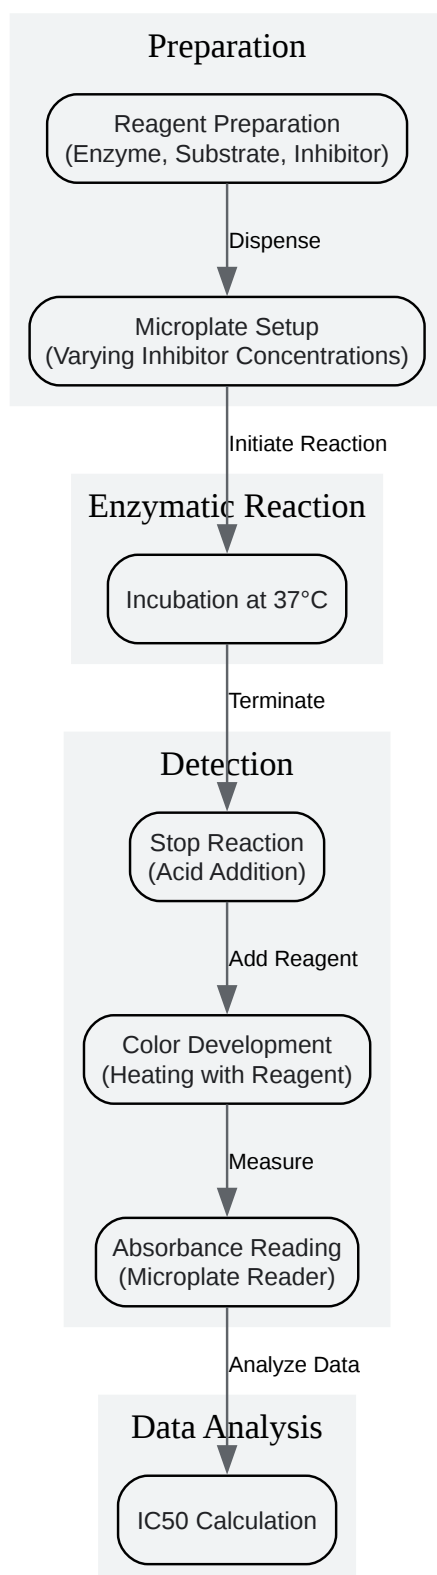 Preparation
Reagent Preparation
(Enzyme, Substrate, Inhibitor)
Dispense
Microplate Setup
(Varying Inhibitor Concentrations)
Initiate Reaction
Enzymatic Reaction
Incubation at 37°C
Terminate
Detection
Stop Reaction
(Acid Addition)
Add Reagent
Color Development
(Heating with Reagent)
Measure
Absorbance Reading
(Microplate Reader)
Analyze Data
Data Analysis
IC50 Calculation